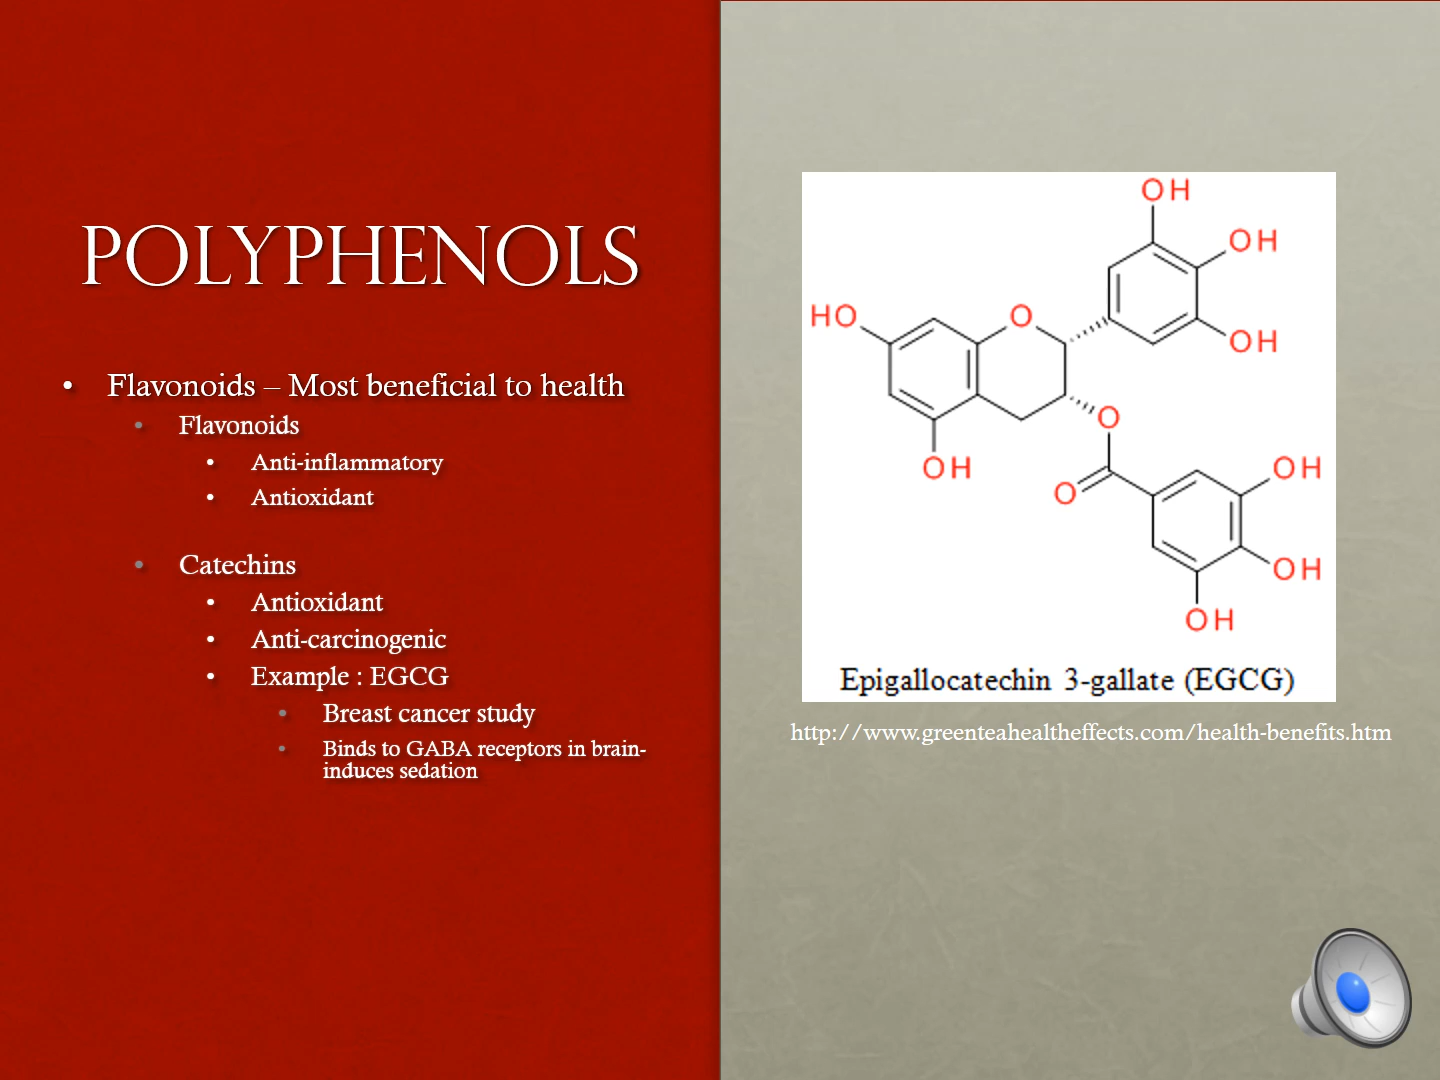 POLYPHENOLS
• Flavonoids – Most beneficial to health
• Flavonoids
• Anti-inflammatory
• Antioxidant
• Catechins
• Antioxidant
• Anti-carcinogenic
• Example : EGCG
• Breast cancer study
• Binds to GABA receptors in brain-
induces sedation
OH
OH
HO
O
OH
O
OH
OH
O
OH
OH
Epigallocatechin 3-gallate (EGCG)
http://www.greenteahealtheffects.com/health-benefits.htm